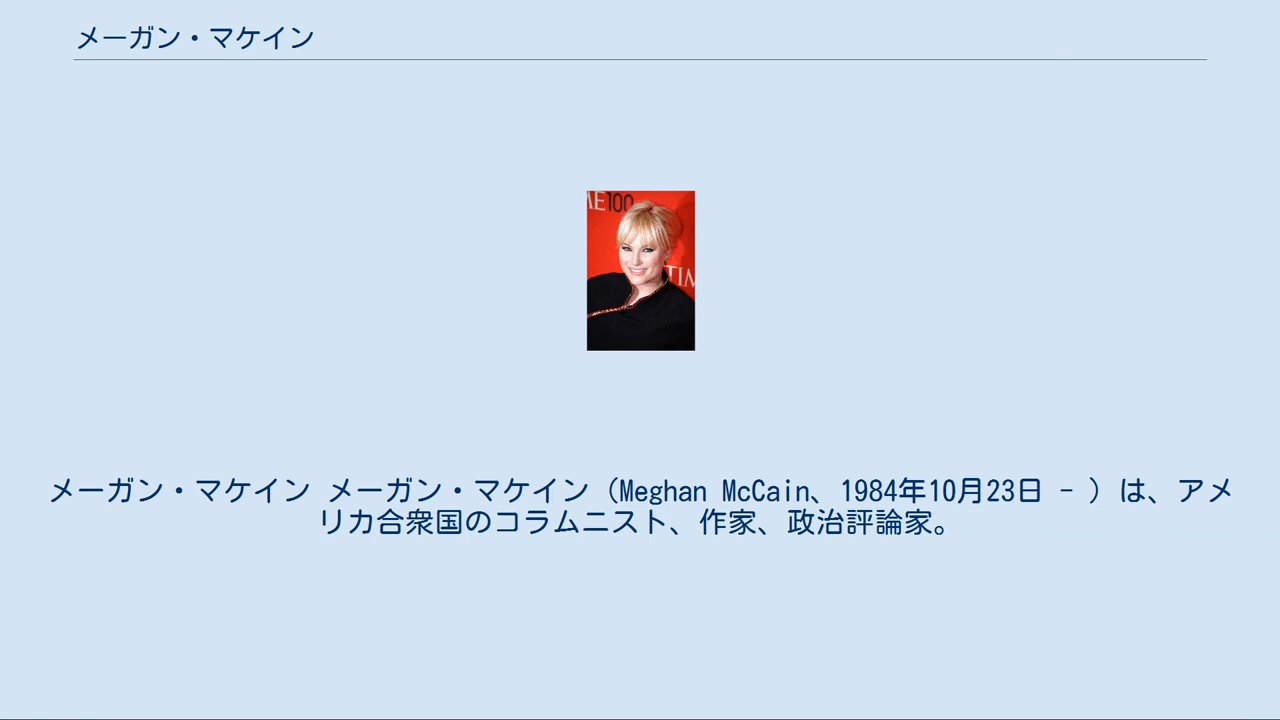 メーガン・マケイン
ME100
TIM
メーガン・マケイン メーガン・マケイン（Meghan McCain、1984年10月23日 - ）は、アメ
リカ合衆国のコラムニスト、作家、政治評論家。